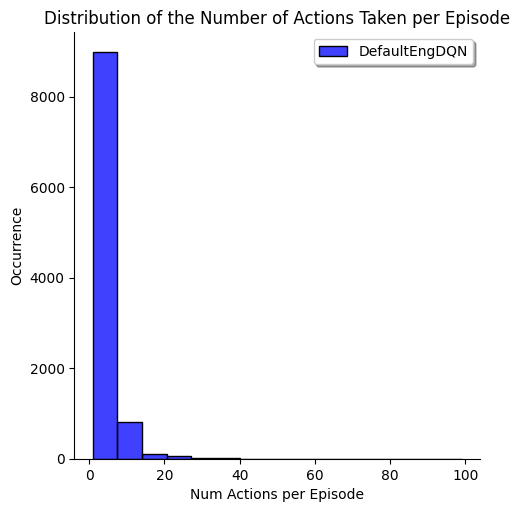 Distribution of the Number of Actions Taken per Episode
DefaultEngDQN
8000
6000
4000
2000
0
Occurrence
0 20 40 60 80 100
Num Actions per Episode